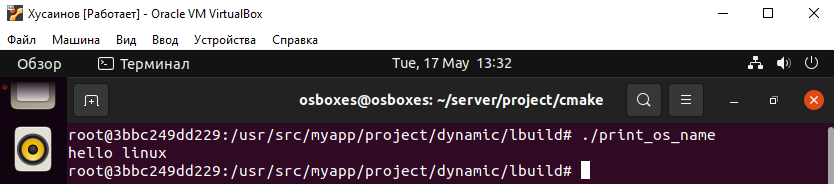 Хусаинов [Работает] - Oracle VM VirtualBox
Файл Машина Вид Ввод Устройства Справка
Обзор Терминал Tue, 17 May 13:32
osboxes@osboxes: ~/server/project/cmake
root@3bbc249dd229:/usr/src/myapp/project/dynamic/lbuild# ./print_os_name
hello linux
root@3bbc249dd229:/usr/src/myapp/project/dynamic/lbuild#